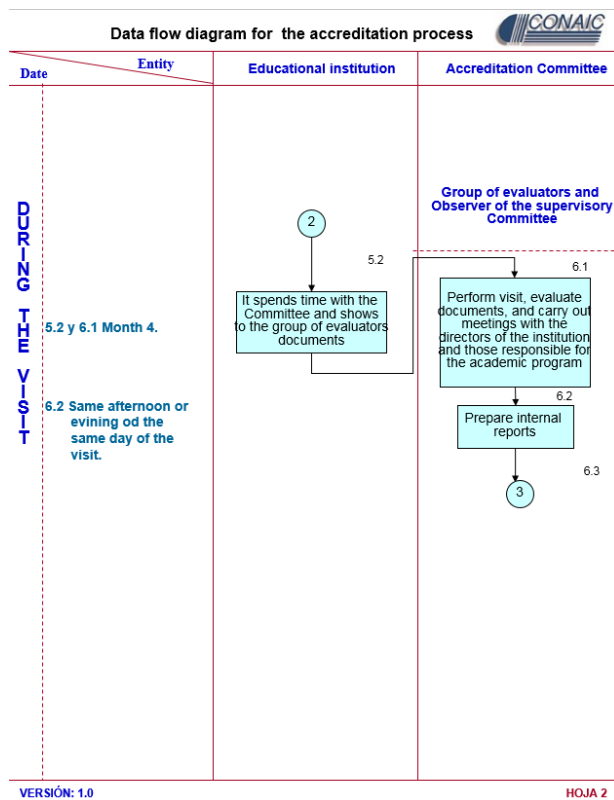 Data flow diagram for the accreditation process
CONAIC
Entity
Date
Educational institution
Accreditation Committee
Group of evaluators and
Observer of the supervisory
Committee
DURING THE VISIT
2
5.2
6.1
It spends time with the
Committee and shows
to the group of evaluators
documents
Perform visit, evaluate
documents, and carry out
meetings with the
directors of the institution
and those responsible for
the academic program
5.2 y 6.1 Month 4.
6.2
6.2 Same afternoon or
evining od the
same day of the
visit.
Prepare internal
reports
6.3
3
VERSIÓN: 1.0
HOJA 2